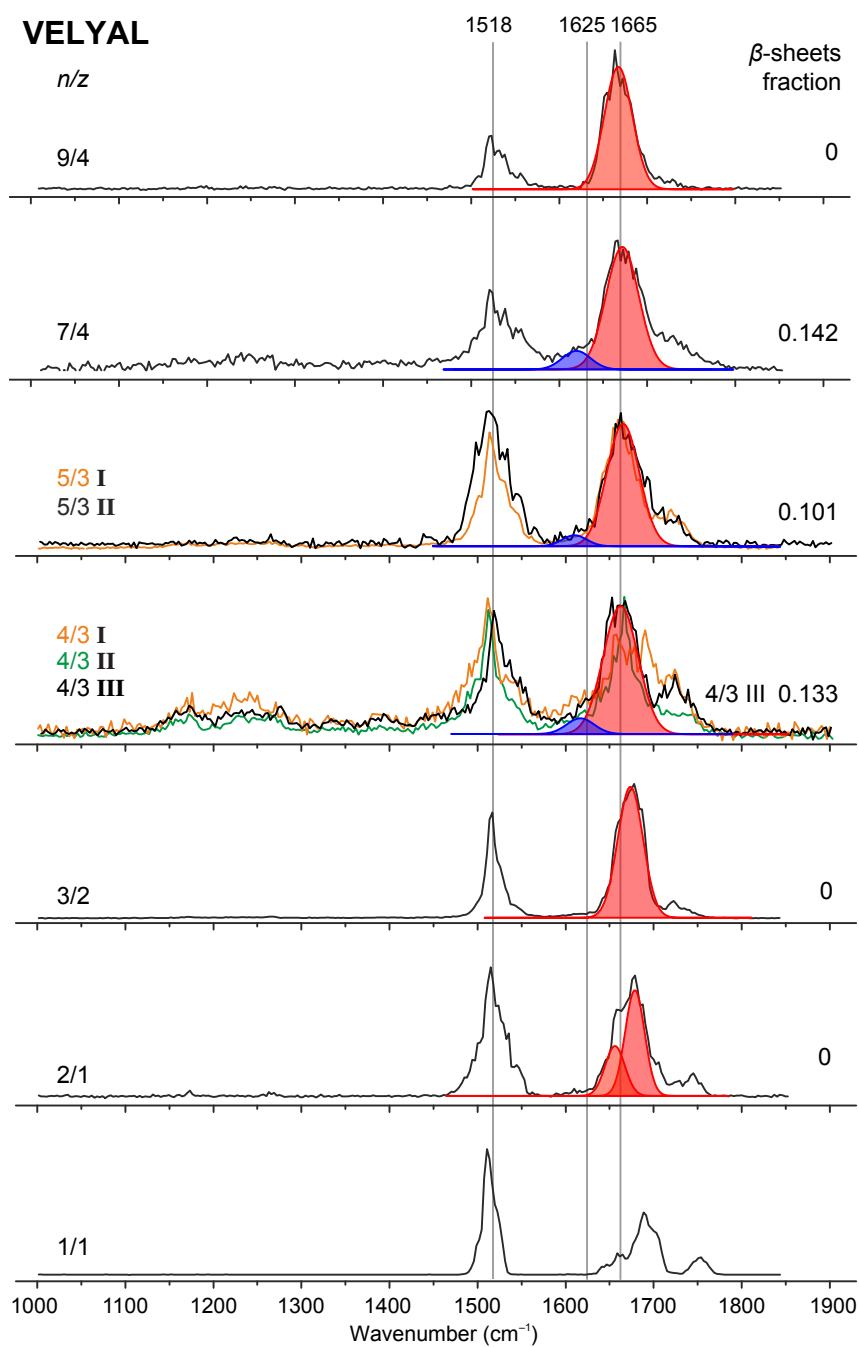 VELYAL
1518 1625 1665
β-sheets
fraction
n/z
9/4
0
7/4
0.142
5/3 I
5/3 II
0.101
4/3 I
4/3 II
4/3 III
4/3 III 0.133
3/2
0
2/1
0
1/1
1000 1100 1200 1300 1400 1500 1600 1700 1800 1900
Wavenumber (cm⁻¹)